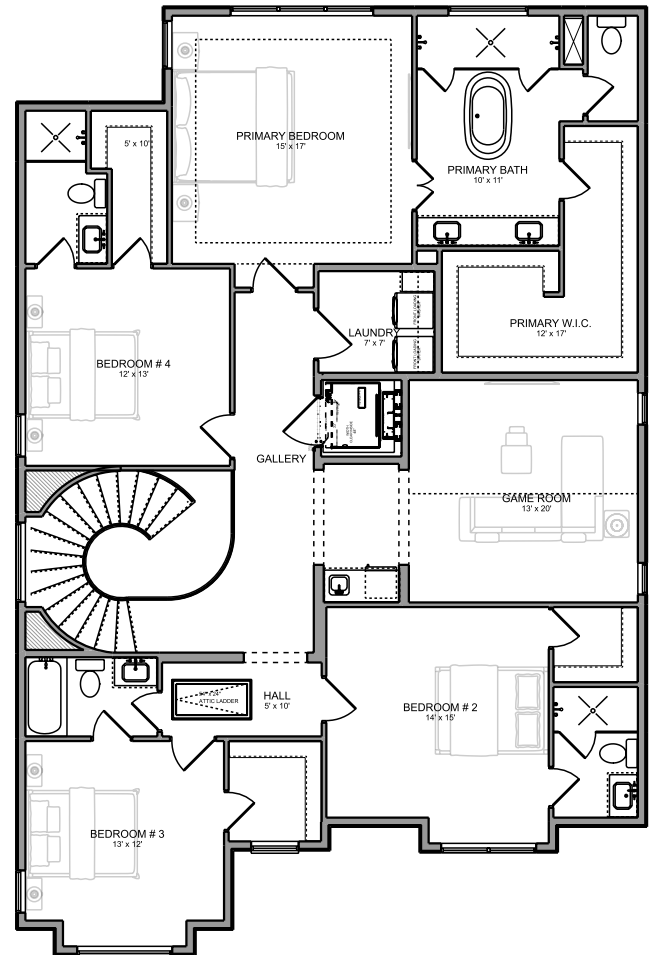 PRIMARY BEDROOM
15' x 17'
5' x 10'
PRIMARY BATH
10' x 11'
LAUNDRY
7' x 7'
PRIMARY W.I.C.
12' x 17'
BEDROOM # 4
12' x 13'
GALLERY
GAME ROOM
13' x 20'
HALL
5' x 10'
ATTIC LADDER
BEDROOM # 2
14' x 15'
BEDROOM # 3
13' x 12'